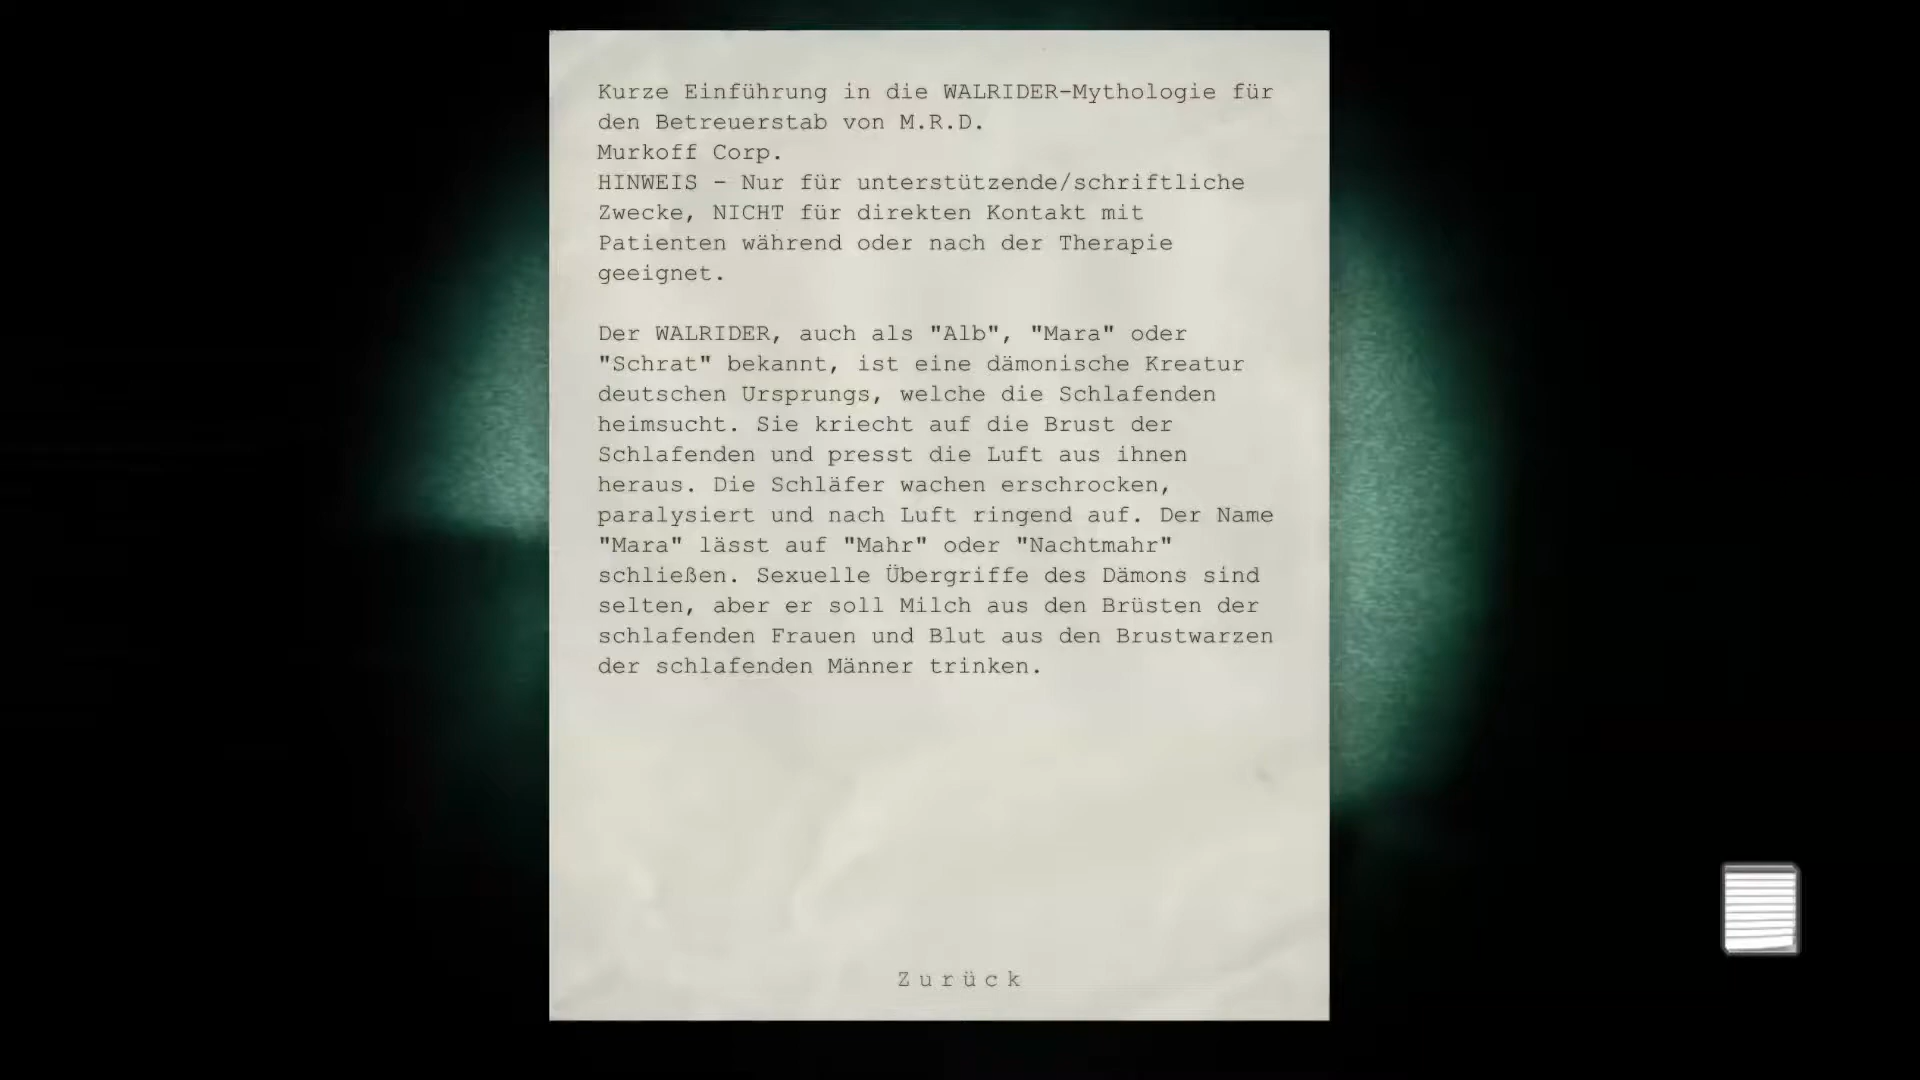 Kurze Einführung in die WALRIDER-Mythologie für
den Betreuerstab von M.R.D.
Murkoff Corp.
HINWEIS - Nur für unterstützende/schriftliche
Zwecke, NICHT für direkten Kontakt mit
Patienten während oder nach der Therapie
geeignet.
Der WALRIDER, auch als "Alb", "Mara" oder
"Schrat" bekannt, ist eine dämonische Kreatur
deutschen Ursprungs, welche die Schlafenden
heimsucht. Sie kriecht auf die Brust der
Schlafenden und presst die Luft aus ihnen
heraus. Die Schläfer wachen erschrocken,
paralysiert und nach Luft ringend auf. Der Name
"Mara" lässt auf "Mahr" oder "Nachtmahr"
schließen. Sexuelle Übergriffe des Dämons sind
selten, aber er soll Milch aus den Brüsten der
schlafenden Frauen und Blut aus den Brustwarzen
der schlafenden Männer trinken.
Zurück